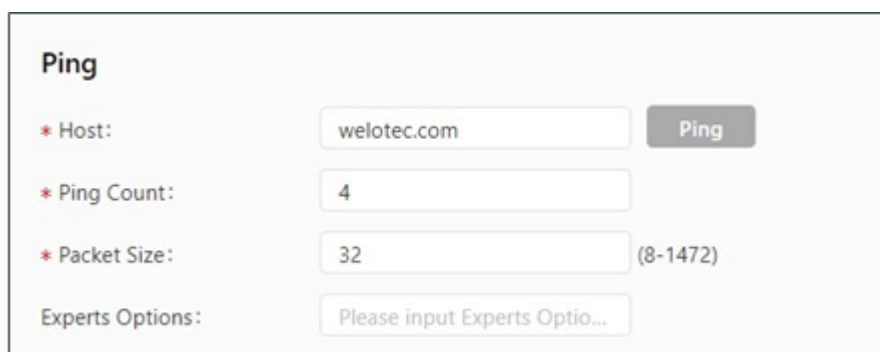 Ping
* Host: welotec.com Ping
* Ping Count: 4
* Packet Size: 32 (8-1472)
Experts Options: Please input Experts Optio...